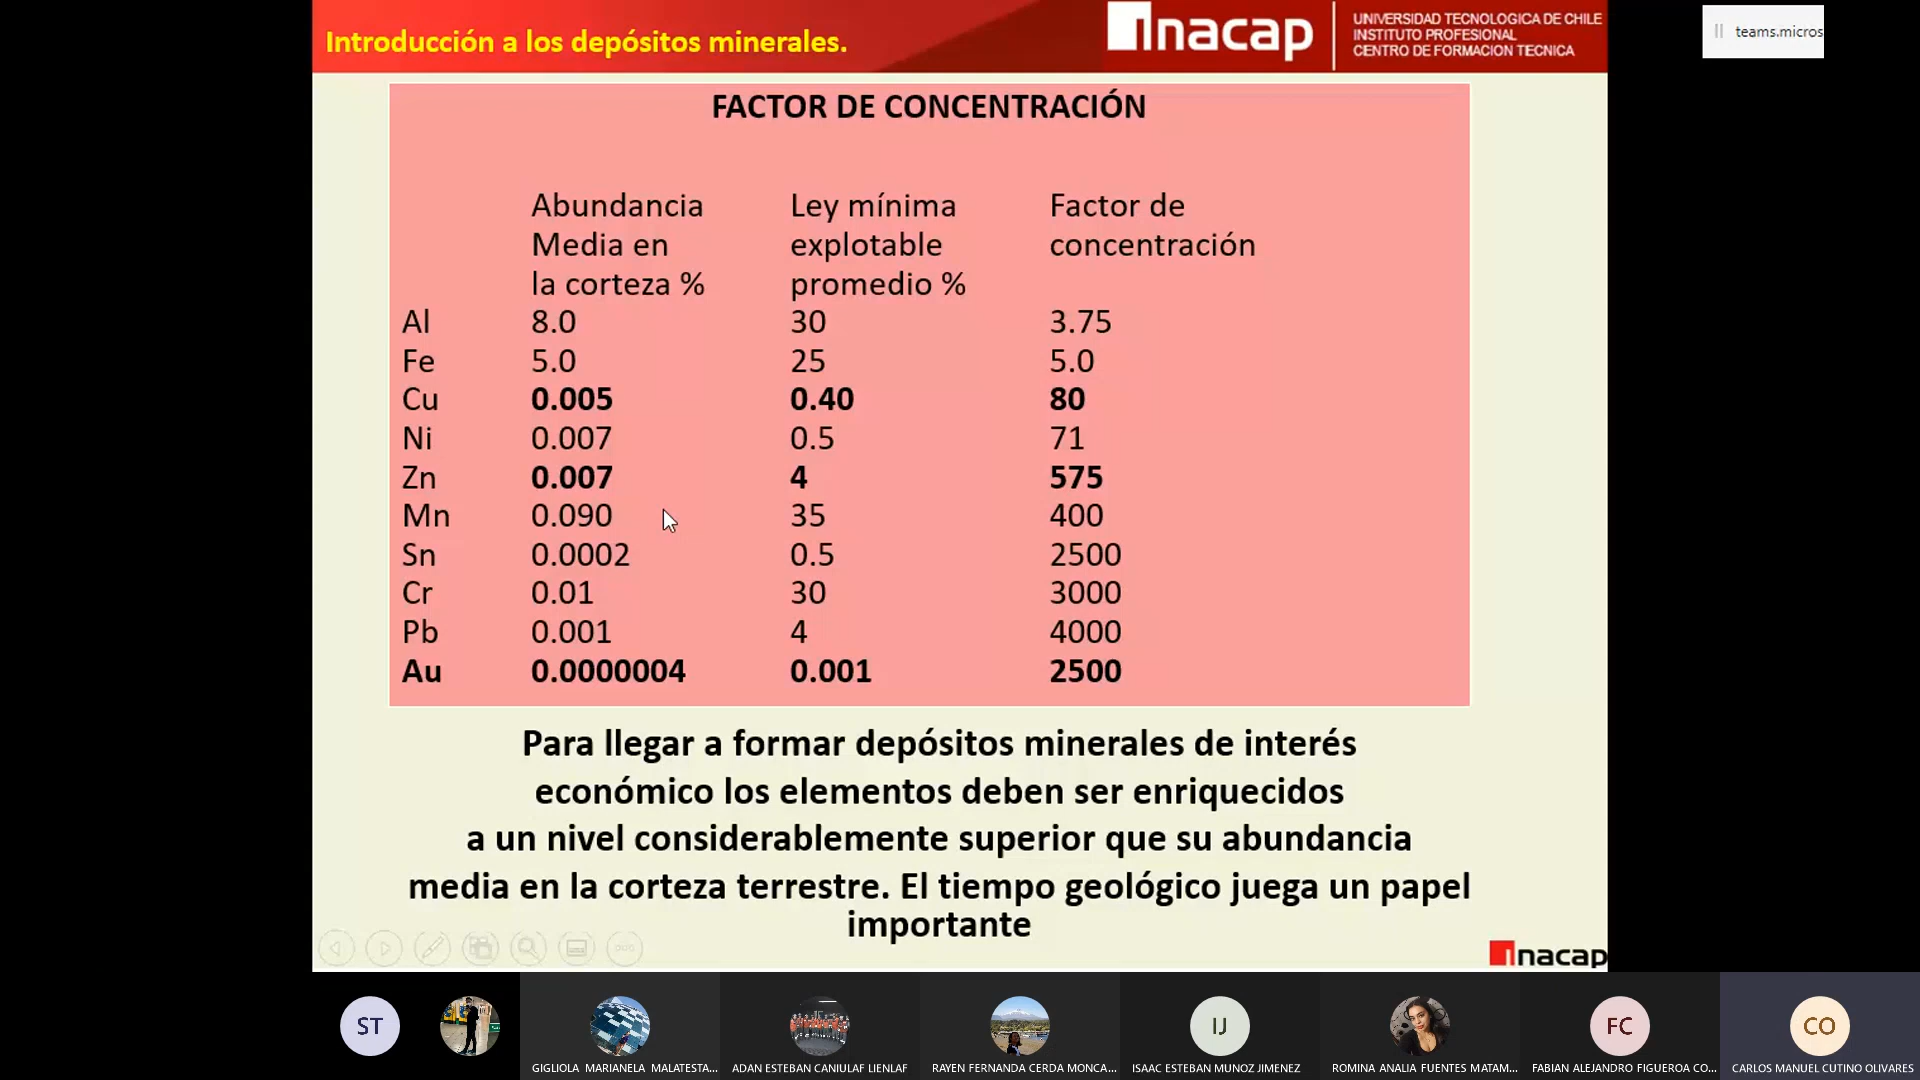 Introducción a los depósitos minerales.
inacap
UNIVERSIDAD TECNOLOGICA DE CHILE
INSTITUTO PROFESIONAL
CENTRO DE FORMACION TECNICA
teams.micros
FACTOR DE CONCENTRACIÓN
Abundancia Ley mínima Factor de
Media en explotable concentración
la corteza % promedio %
Al 8.0 30 3.75
Fe 5.0 25 5.0
Cu 0.005 0.40 80
Ni 0.007 0.5 71
Zn 0.007 4 575
Mn 0.090 35 400
Sn 0.0002 0.5 2500
Cr 0.01 30 3000
Pb 0.001 4 4000
Au 0.0000004 0.001 2500
Para llegar a formar depósitos minerales de interés
económico los elementos deben ser enriquecidos
a un nivel considerablemente superior que su abundancia
media en la corteza terrestre. El tiempo geológico juega un papel
importante
inacap
ST
IJ
FC
CO
GIGLIOLA MARIANELA MALATESTA...
ADAN ESTEBAN CANIULAF LIENLAF
RAYEN FERNANDA CERDA MONCA...
ISAAC ESTEBAN MUNOZ JIMENEZ
ROMINA ANALIA FUENTES MATAM...
FABIAN ALEJANDRO FIGUEROA CO...
CARLOS MANUEL CUTINO OLIVARES